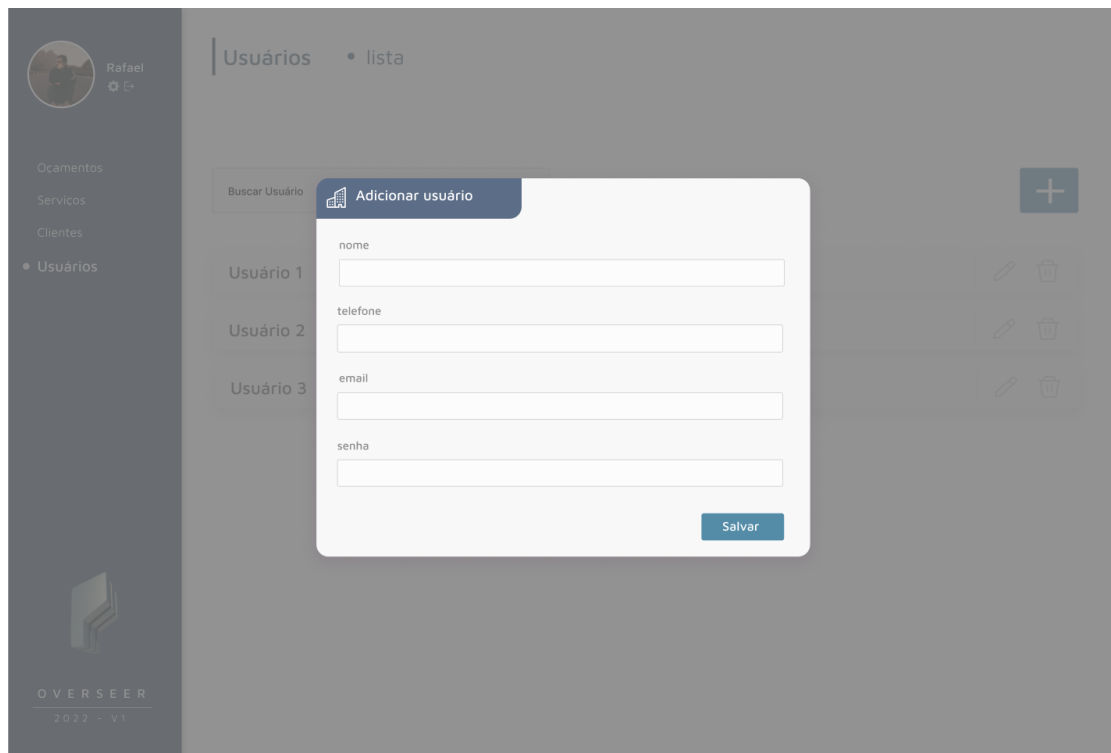 Rafael
Usuários • lista
Ocamentos
Serviços
Clientes
• Usuários
Buscar Usuário
Adicionar usuário
nome
telefone
email
senha
Salvar
Usuário 1
Usuário 2
Usuário 3
OVERSEER
2022 - V1